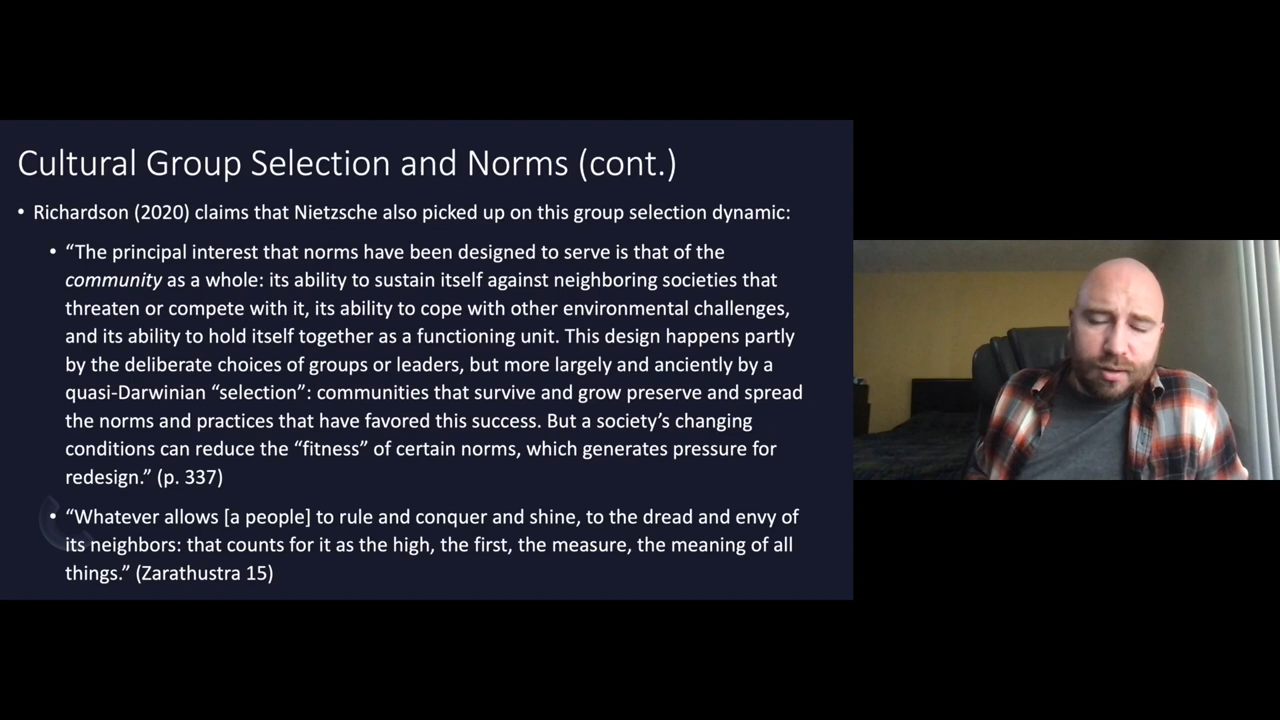 Cultural Group Selection and Norms (cont.)
• Richardson (2020) claims that Nietzsche also picked up on this group selection dynamic:
• “The principal interest that norms have been designed to serve is that of the
community as a whole: its ability to sustain itself against neighboring societies that
threaten or compete with it, its ability to cope with other environmental challenges,
and its ability to hold itself together as a functioning unit. This design happens partly
by the deliberate choices of groups or leaders, but more largely and anciently by a
quasi-Darwinian “selection”: communities that survive and grow preserve and spread
the norms and practices that have favored this success. But a society’s changing
conditions can reduce the “fitness” of certain norms, which generates pressure for
redesign.” (p. 337)
• “Whatever allows [a people] to rule and conquer and shine, to the dread and envy of
its neighbors: that counts for it as the high, the first, the measure, the meaning of all
things.” (Zarathustra 15)